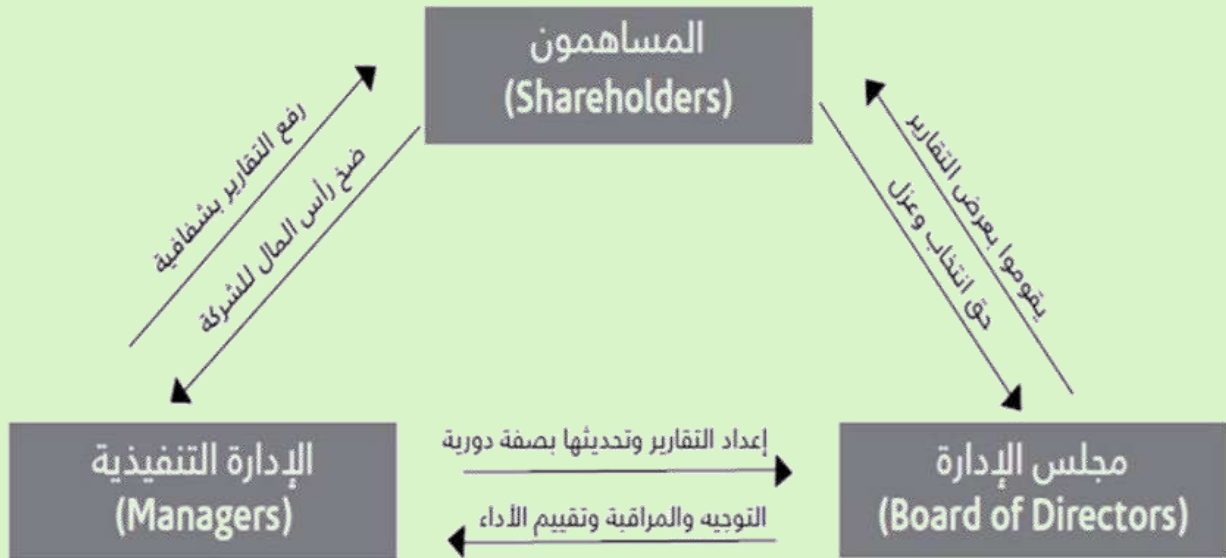 المساهمون
(Shareholders)
رفع التقارير بشفافية
ضخ رأس المال للشركة
يقوموا بعرض التقارير
حق انتخاب وعزل
الإدارة التنفيذية
(Managers)
إعداد التقارير وتحديثها بصفة دورية
التوجيه والمراقبة وتقييم الأداء
مجلس الإدارة
(Board of Directors)